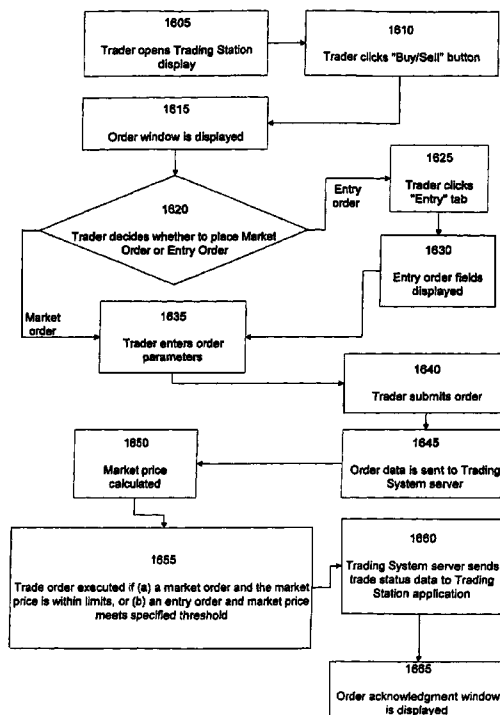 1605
Trader opens Trading Station
display
1610
Trader clicks "Buy/Sell" button
1615
Order window is displayed
1620
Trader decides whether to place Market
Order or Entry Order
Entry
order
1625
Trader clicks
"Entry" tab
1630
Entry order fields
displayed
Market
order
1635
Trader enters order
parameters
1640
Trader submits order
1645
Order data is sent to Trading
System server
1650
Market price
calculated
1655
Trade order executed if (a) a market order and the market
price is within limits, or (b) an entry order and market price
meets specified threshold
1660
Trading System server sends
trade status data to Trading
Station application
1665
Order acknowledgment window
is displayed